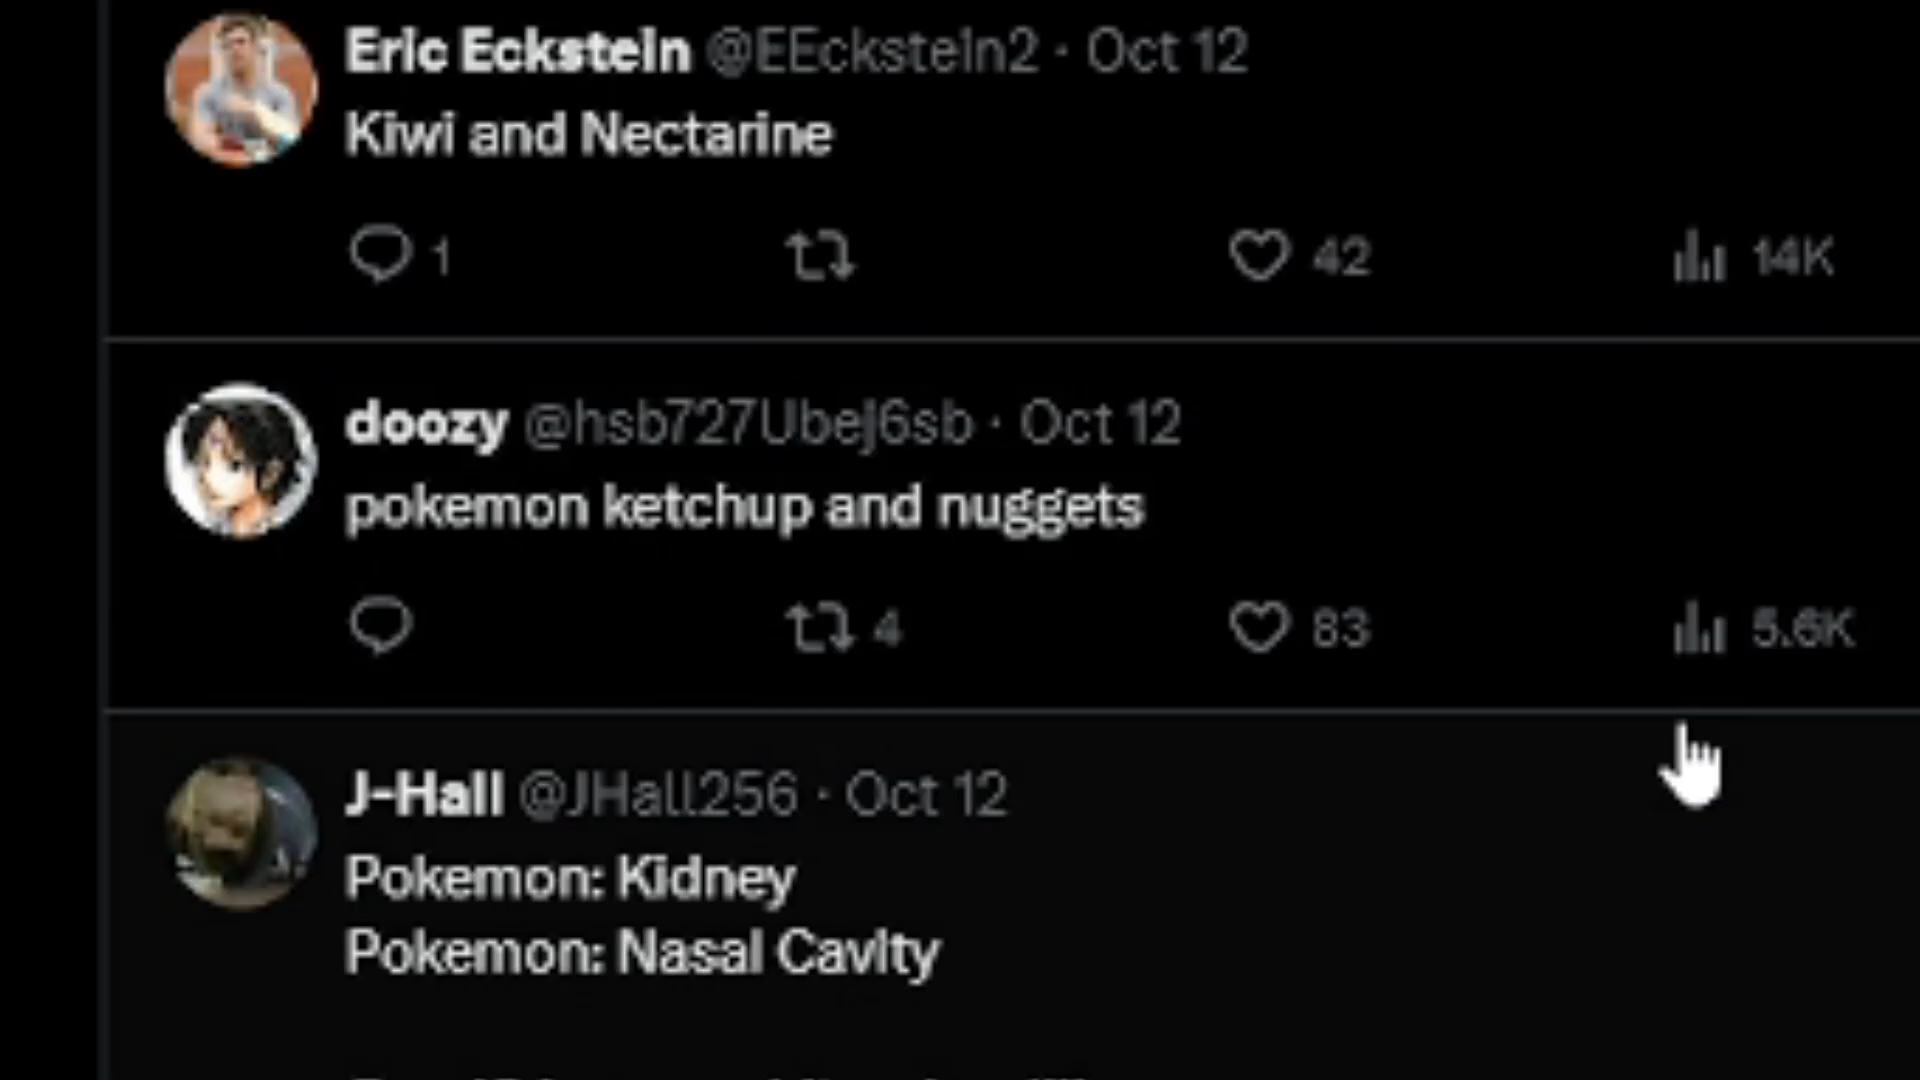 Eric Eckstein @EEckstein2 · Oct 12
Kiwi and Nectarine
1 42 14K
doozy @hsb727UbeJ6sb · Oct 12
pokemon ketchup and nuggets
4 83 5.6K
J-Hall @JHall256 · Oct 12
Pokemon: Kidney
Pokemon: Nasal Cavity